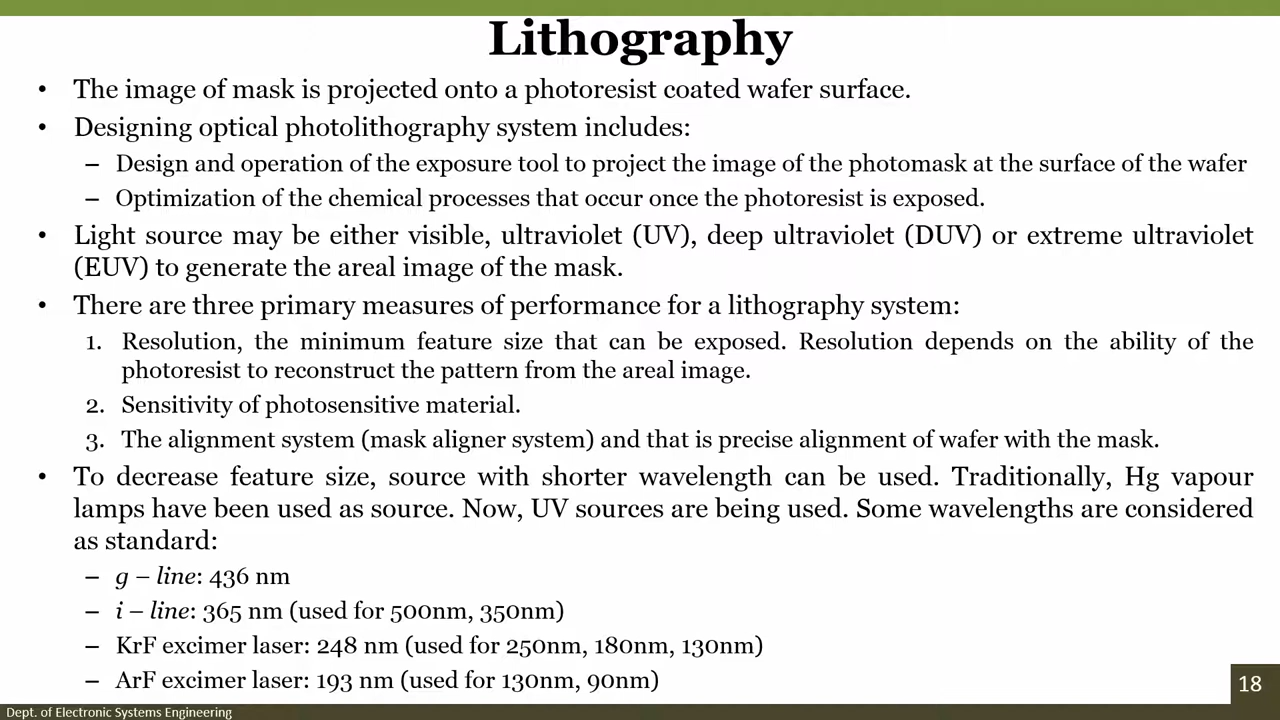 Lithography
• The image of mask is projected onto a photoresist coated wafer surface.
• Designing optical photolithography system includes:
– Design and operation of the exposure tool to project the image of the photomask at the surface of the wafer
– Optimization of the chemical processes that occur once the photoresist is exposed.
• Light source may be either visible, ultraviolet (UV), deep ultraviolet (DUV) or extreme ultraviolet
(EUV) to generate the areal image of the mask.
• There are three primary measures of performance for a lithography system:
1. Resolution, the minimum feature size that can be exposed. Resolution depends on the ability of the
photoresist to reconstruct the pattern from the areal image.
2. Sensitivity of photosensitive material.
3. The alignment system (mask aligner system) and that is precise alignment of wafer with the mask.
• To decrease feature size, source with shorter wavelength can be used. Traditionally, Hg vapour
lamps have been used as source. Now, UV sources are being used. Some wavelengths are considered
as standard:
– g – line: 436 nm
– i – line: 365 nm (used for 500nm, 350nm)
– KrF excimer laser: 248 nm (used for 250nm, 180nm, 130nm)
– ArF excimer laser: 193 nm (used for 130nm, 90nm)
18
Dept. of Electronic Systems Engineering